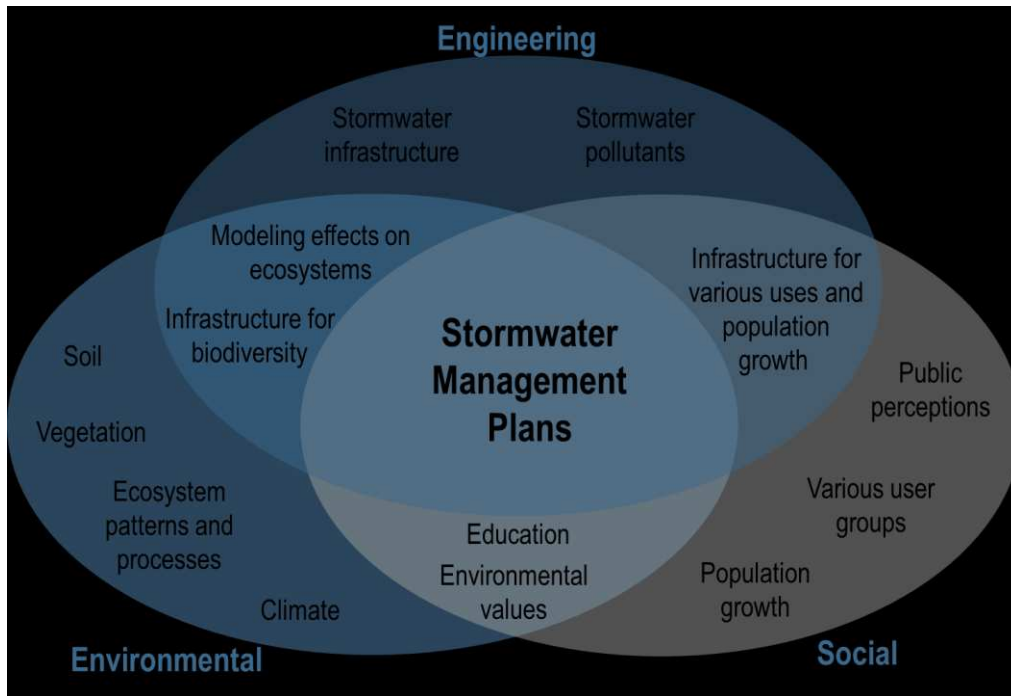 Engineering
Stormwater
infrastructure
Stormwater
pollutants
Modeling effects on
ecosystems
Infrastructure for
biodiversity
Infrastructure for
various uses and
population
growth
Stormwater
Management
Plans
Soil
Vegetation
Ecosystem
patterns and
processes
Climate
Education
Environmental
values
Public
perceptions
Various user
groups
Population
growth
Environmental
Social